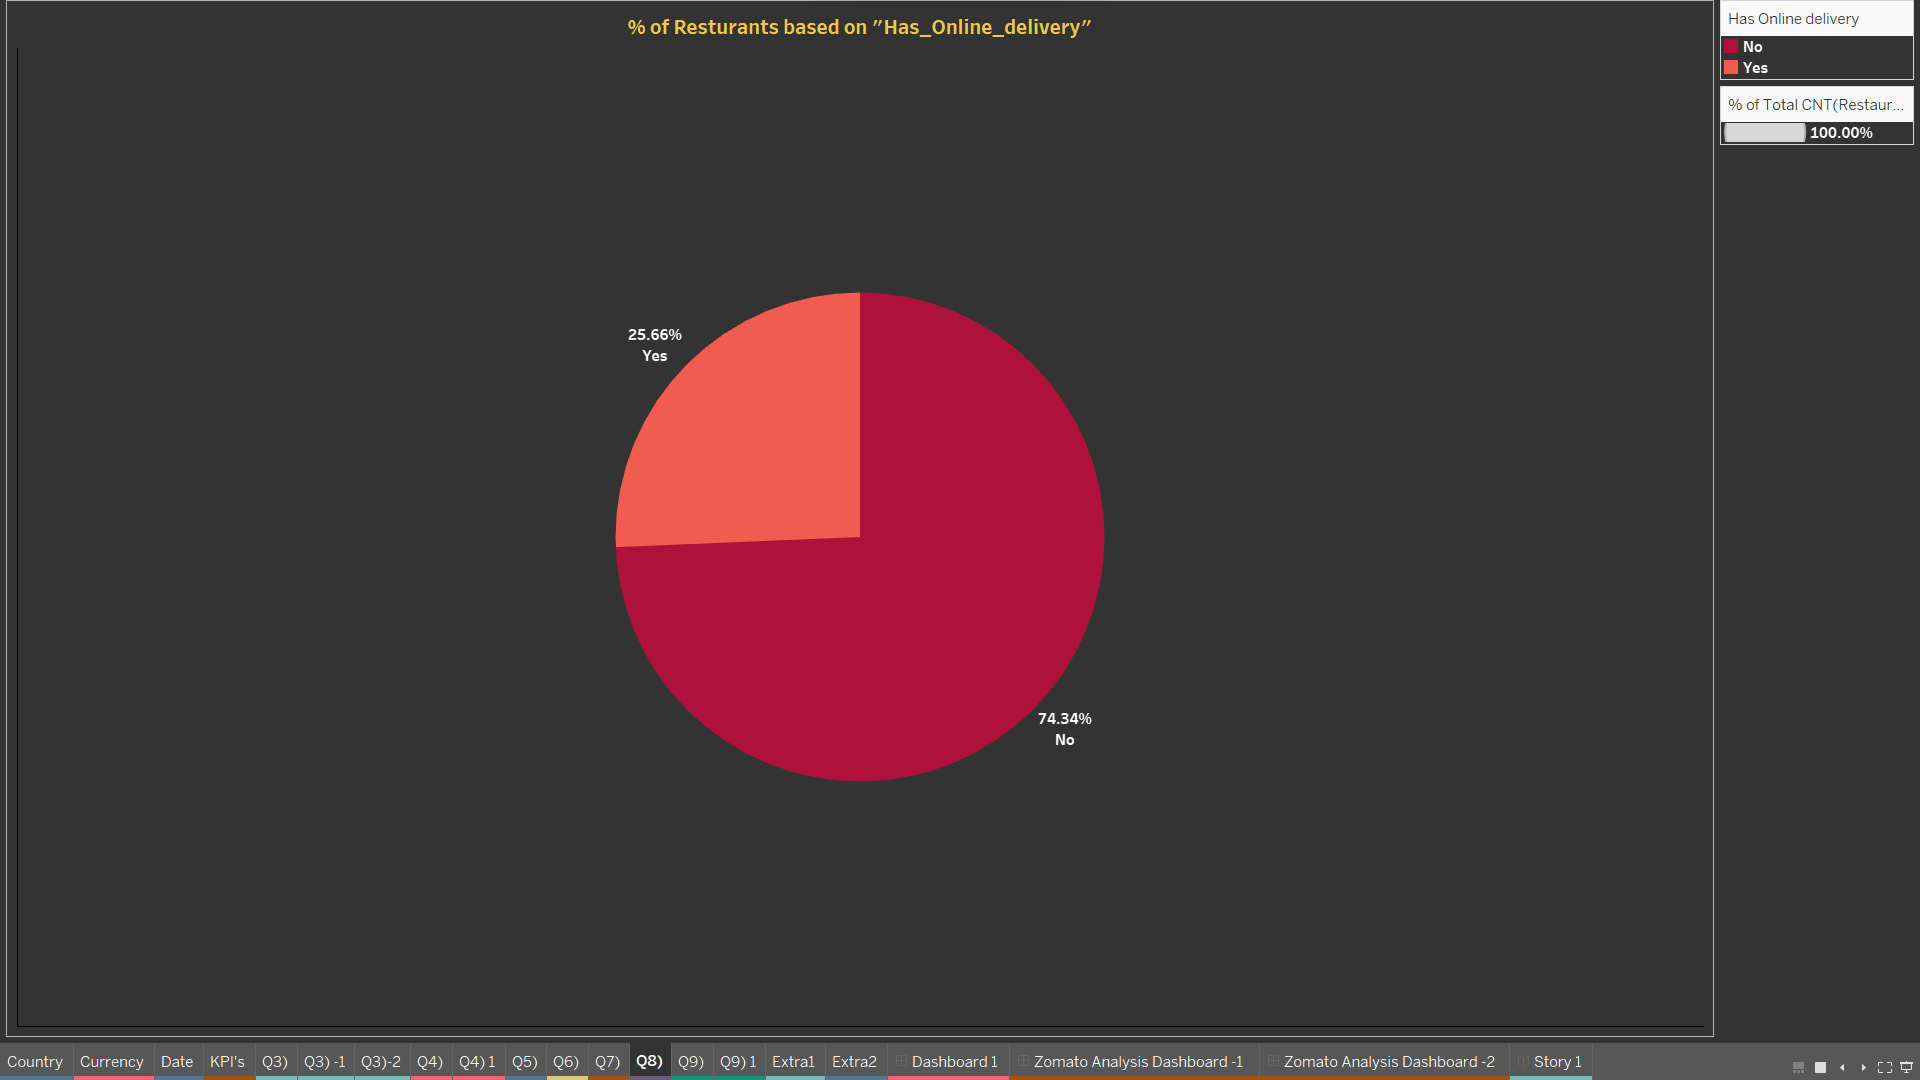 % of Resturants based on "Has_Online_delivery"
Has Online delivery
No
Yes
% of Total CNT(Restaur...
100.00%
25.66%
Yes
74.34%
No
Country Currency Date KPI's Q3) Q3) -1 Q3)-2 Q4) Q4) 1 Q5) Q6) Q7) Q8) Q9) Q9) 1 Extra1 Extra2 Dashboard 1 Zomato Analysis Dashboard -1 Zomato Analysis Dashboard -2 Story 1